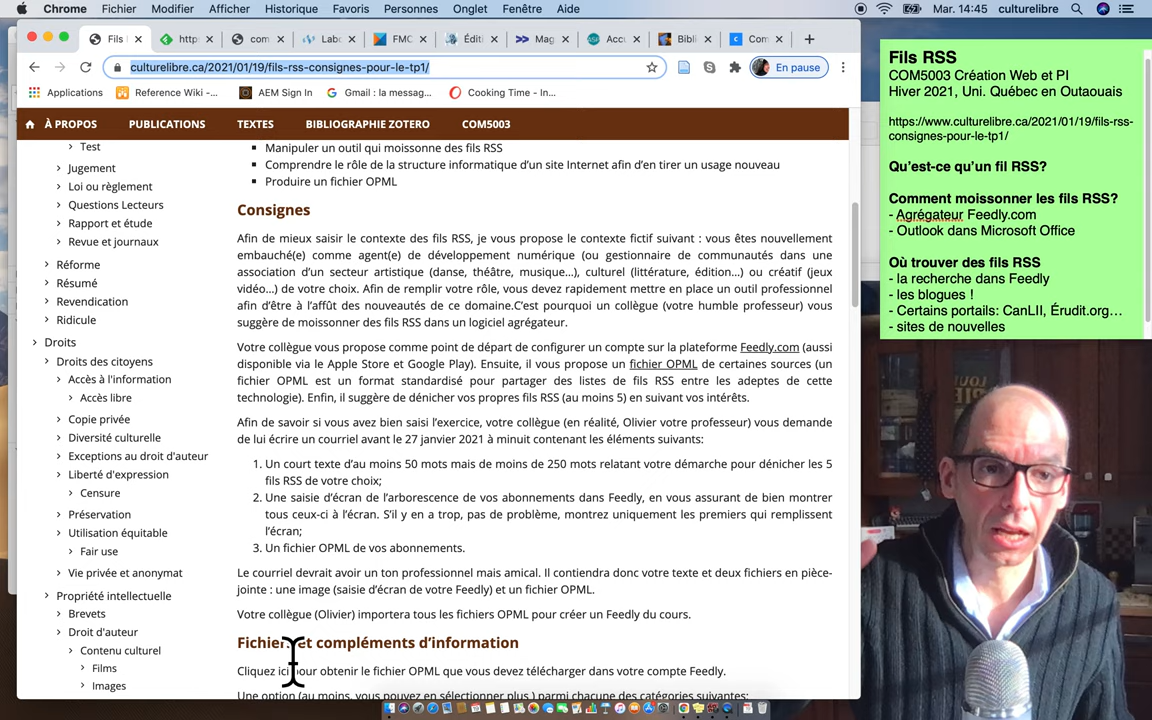 Chrome Fichier Modifier Afficher Historique Favoris Personnes Onglet Fenêtre Aide Mar. 14:45 culturelibre
Fils
http
com
Labo
FMC
Éditi
Mag
Accu
Bibli
Com
culturelibre.ca/2021/01/19/fils-rss-consignes-pour-le-tp1/
En pause
Applications Reference Wiki -... AEM Sign In Gmail : la messag... Cooking Time - In...
À PROPOS PUBLICATIONS TEXTES BIBLIOGRAPHIE ZOTERO COM5003
Test
Jugement
Loi ou règlement
Questions Lecteurs
Rapport et étude
Revue et journaux
Réforme
Résumé
Revendication
Ridicule
Droits
Droits des citoyens
Accès à l'information
Accès libre
Copie privée
Diversité culturelle
Exceptions au droit d'auteur
Liberté d'expression
Censure
Préservation
Utilisation équitable
Fair use
Vie privée et anonymat
Propriété intellectuelle
Brevets
Droit d'auteur
Contenu culturel
Films
Images
Manipuler un outil qui moissonne des fils RSS
Comprendre le rôle de la structure informatique d'un site Internet afin d'en tirer un usage nouveau
Produire un fichier OPML
Consignes
Afin de mieux saisir le contexte des fils RSS, je vous propose le contexte fictif suivant : vous êtes nouvellement
embauché(e) comme agent(e) de développement numérique (ou gestionnaire de communautés dans une
association d'un secteur artistique (danse, théâtre, musique...), culturel (littérature, édition...) ou créatif (jeux
vidéo...) de votre choix. Afin de remplir votre rôle, vous devez rapidement mettre en place un outil professionnel
afin d'être à l'affût des nouveautés de ce domaine.C'est pourquoi un collègue (votre humble professeur) vous
suggère de moissonner des fils RSS dans un logiciel agrégateur.
Votre collègue vous propose comme point de départ de configurer un compte sur la plateforme Feedly.com (aussi
disponible via le Apple Store et Google Play). Ensuite, il vous propose un fichier OPML de certaines sources (un
fichier OPML est un format standardisé pour partager des listes de fils RSS entre les adeptes de cette
technologie). Enfin, il suggère de dénicher vos propres fils RSS (au moins 5) en suivant vos intérêts.
Afin de savoir si vous avez bien saisi l'exercice, votre collègue (en réalité, Olivier votre professeur) vous demande
de lui écrire un courriel avant le 27 janvier 2021 à minuit contenant les éléments suivants:
1. Un court texte d'au moins 50 mots mais de moins de 250 mots relatant votre démarche pour dénicher les 5
fils RSS de votre choix;
2. Une saisie d'écran de l'arborescence de vos abonnements dans Feedly, en vous assurant de bien montrer
tous ceux-ci à l'écran. S'il y en a trop, pas de problème, montrez uniquement les premiers qui remplissent
l'écran;
3. Un fichier OPML de vos abonnements.
Le courriel devrait avoir un ton professionnel mais amical. Il contiendra donc votre texte et deux fichiers en pièce-
jointe : une image (saisie d'écran de votre Feedly) et un fichier OPML.
Votre collègue (Olivier) importera tous les fichiers OPML pour créer un Feedly du cours.
Fichier et compléments d'information
Cliquez ici pour obtenir le fichier OPML que vous devez télécharger dans votre compte Feedly.
Une option (au moins, vous pouvez en sélectionner plus ) parmi chacune des catégories suivantes:
Fils RSS
COM5003 Création Web et PI
Hiver 2021, Uni. Québec en Outaouais
https://www.culturelibre.ca/2021/01/19/fils-rss-
consignes-pour-le-tp1/
Qu'est-ce qu'un fil RSS?
Comment moissonner les fils RSS?
- Agrégateur Feedly.com
- Outlook dans Microsoft Office
Où trouver des fils RSS
- la recherche dans Feedly
- les blogues !
- Certains portails: CanLII, Érudit.org...
- sites de nouvelles